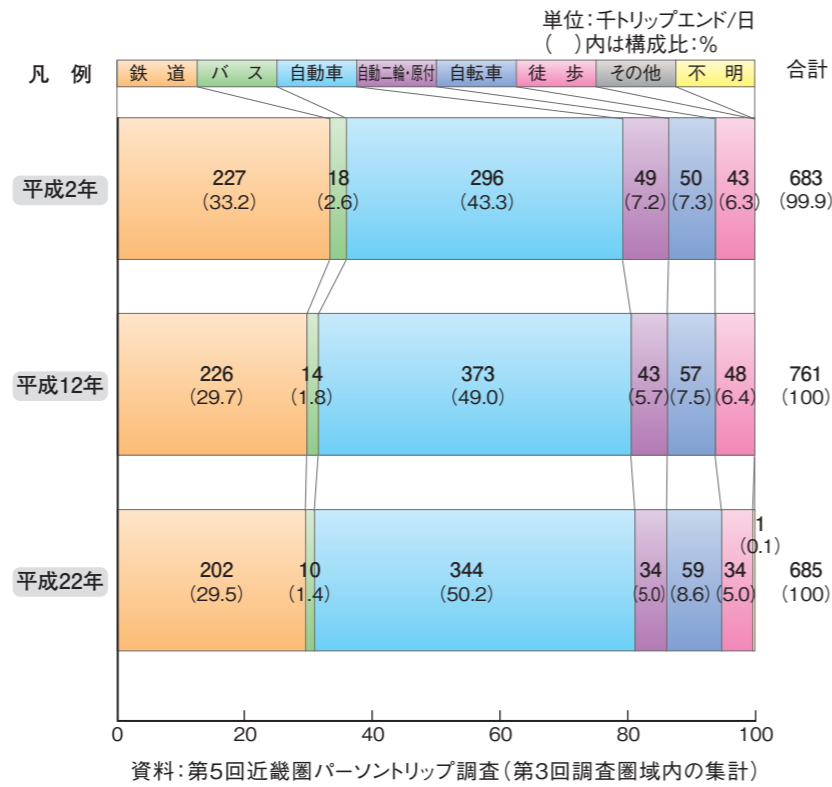 単位：千トリップエンド/日
(　)内は構成比：%
凡　例 鉄　道 バ　ス 自動車 自動二輪・原付 自転車 徒　歩 その他 不　明 合計
平成2年
227 18 296 49 50 43 683
(33.2) (2.6) (43.3) (7.2) (7.3) (6.3) (99.9)
平成12年
226 14 373 43 57 48 761
(29.7) (1.8) (49.0) (5.7) (7.5) (6.4) (100)
1
(0.1)
平成22年
202 10 344 34 59 34 685
(29.5) (1.4) (50.2) (5.0) (8.6) (5.0) (100)
0 20 40 60 80 100
資料：第5回近畿圏パーソントリップ調査(第3回調査圏域内の集計)